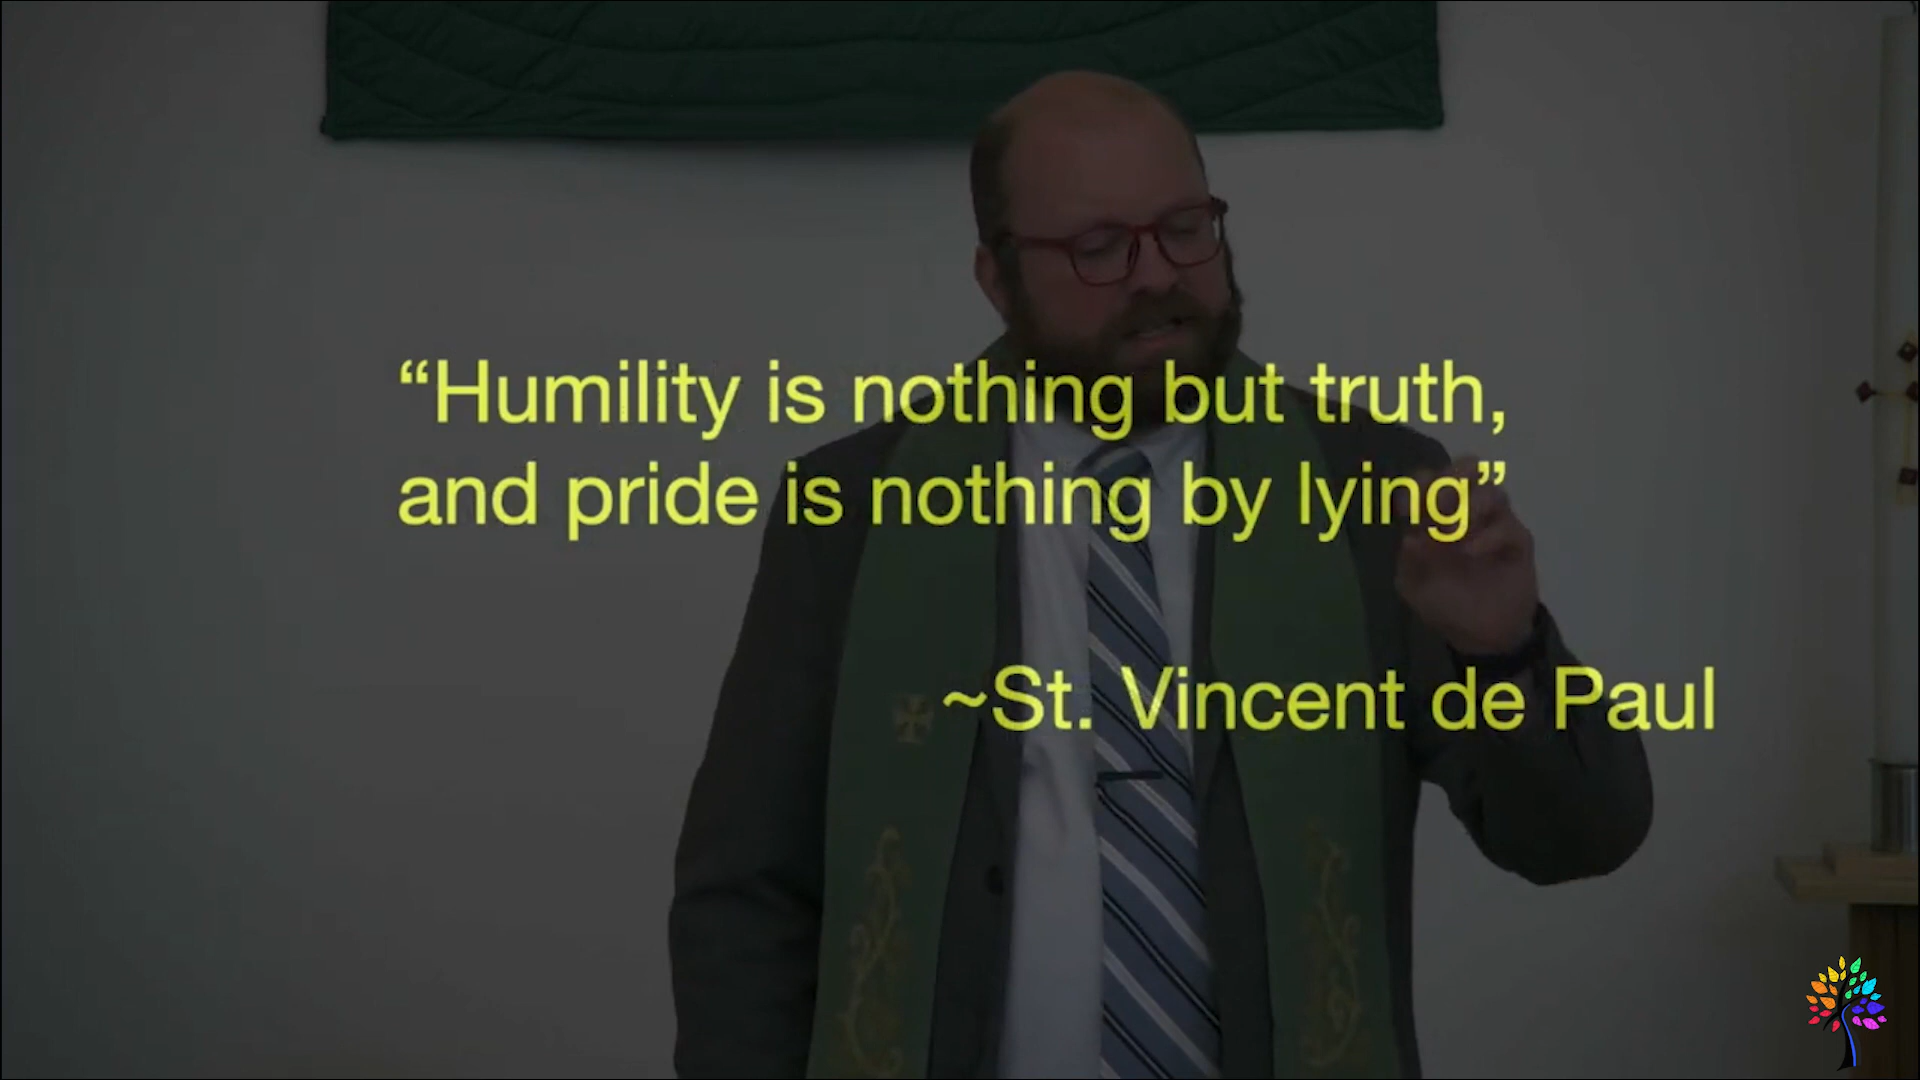 “Humility is nothing but truth,
and pride is nothing by lying”
~St. Vincent de Paul